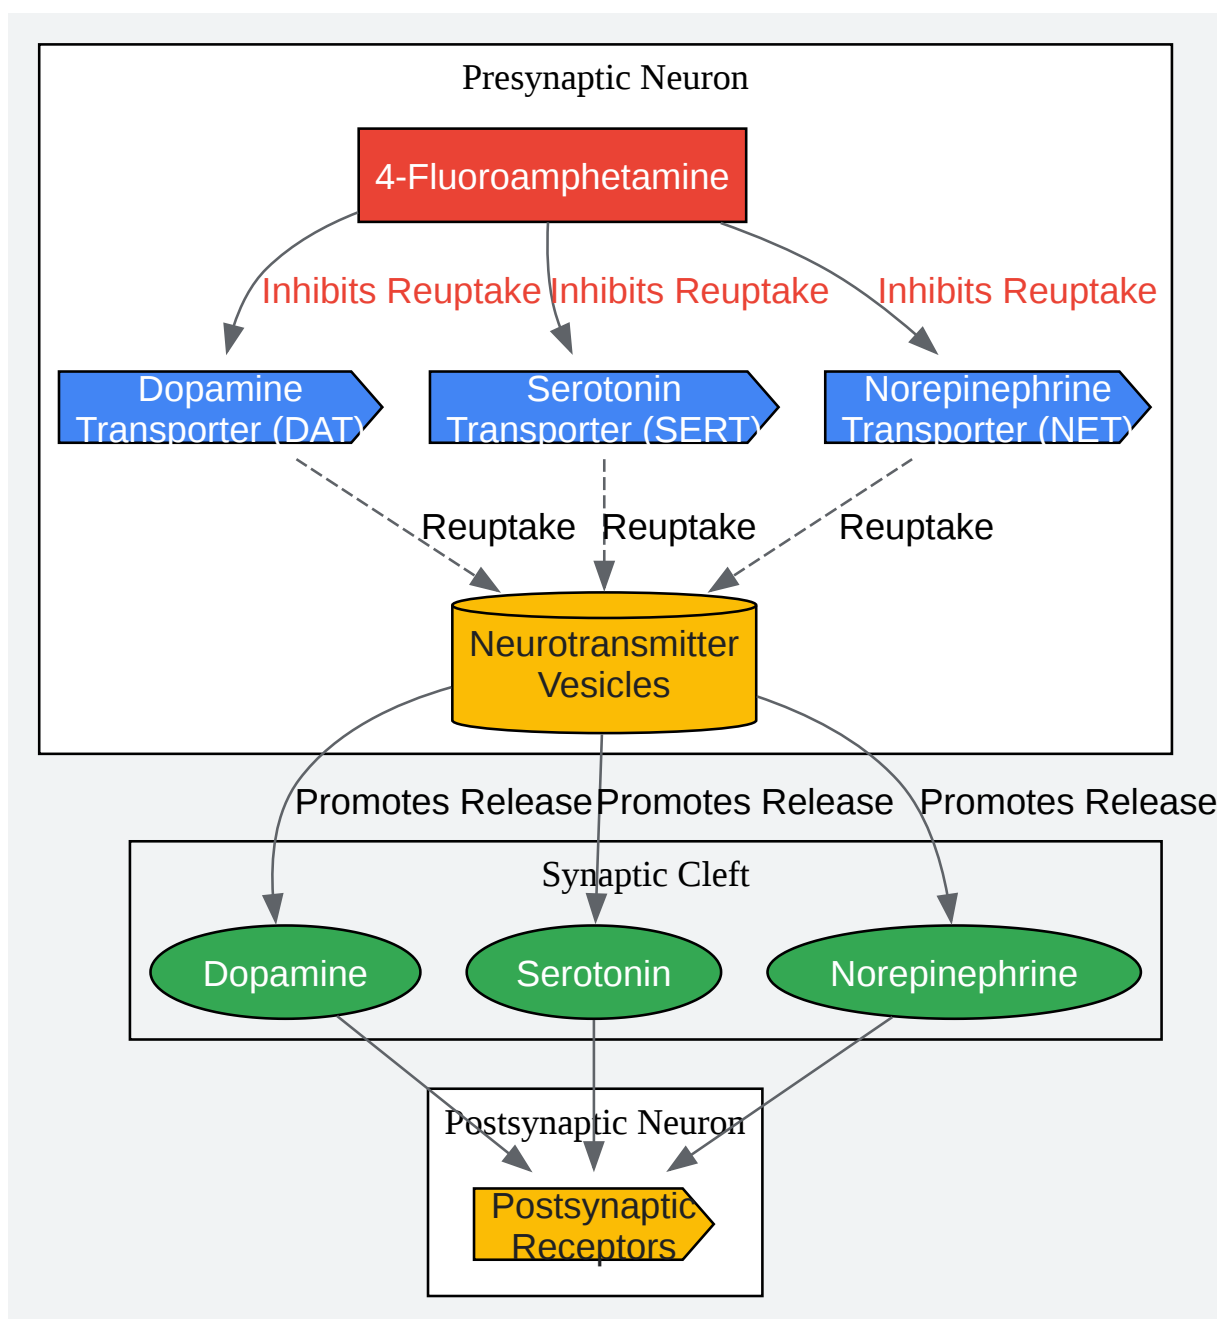 Presynaptic Neuron
4-Fluoroamphetamine
Inhibits Reuptake
Inhibits Reuptake
Inhibits Reuptake
Dopamine
Transporter (DAT)
Serotonin
Transporter (SERT)
Norepinephrine
Transporter (NET)
Reuptake
Reuptake
Reuptake
Neurotransmitter
Vesicles
Promotes Release
Promotes Release
Promotes Release
Synaptic Cleft
Dopamine
Serotonin
Norepinephrine
Postsynaptic Neuron
Postsynaptic
Receptors